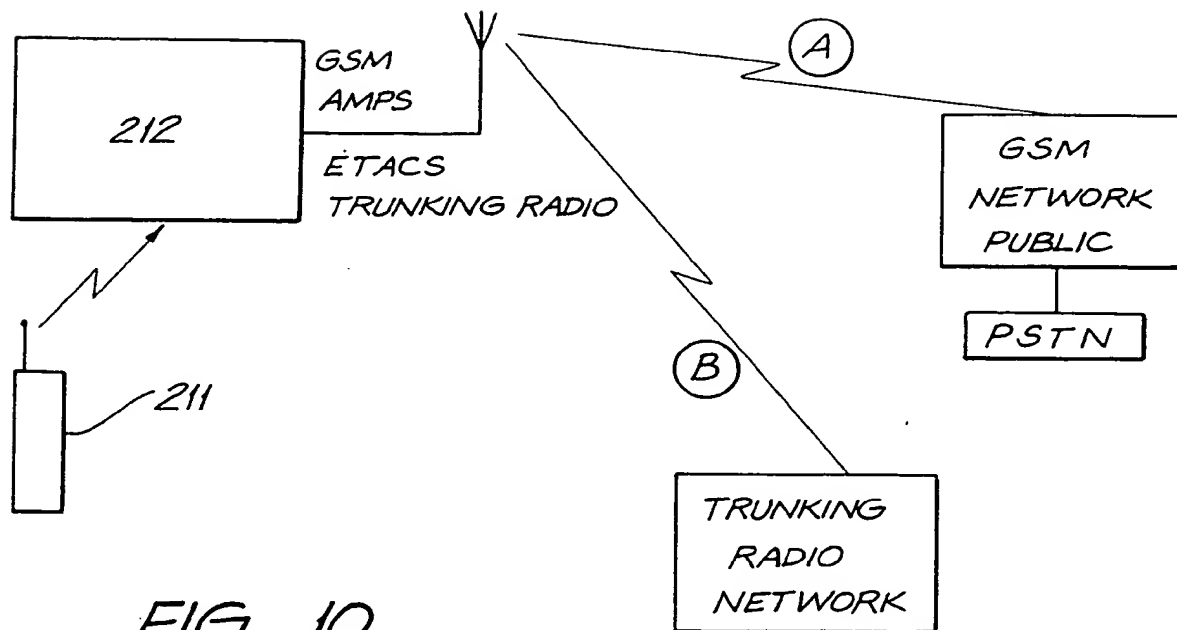 GSM
AMPS
212
ETACS
TRUNKING RADIO
A
GSM
NETWORK
PUBLIC
PSTN
211
B
TRUNKING
RADIO
NETWORK
FIG. 10